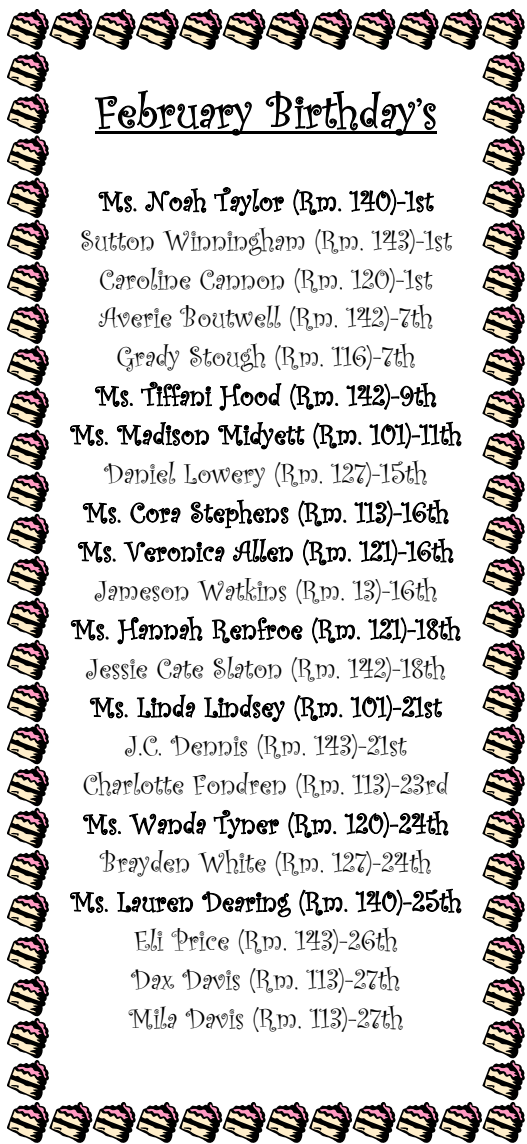 February Birthday's
Ms. Noah Taylor (Rm. 140)-1st
Sutton Winningham (Rm. 143)-1st
Caroline Cannon (Rm. 120)-1st
Averie Boutwell (Rm. 142)-7th
Grady Stough (Rm. 116)-7th
Ms. Tiffani Hood (Rm. 142)-9th
Ms. Madison Midyett (Rm. 101)-11th
Daniel Lowery (Rm. 127)-15th
Ms. Cora Stephens (Rm. 113)-16th
Ms. Veronica Allen (Rm. 121)-16th
Jameson Watkins (Rm. 13)-16th
Ms. Hannah Renfroe (Rm. 121)-18th
Jessie Cate Slaton (Rm. 142)-18th
Ms. Linda Lindsey (Rm. 101)-21st
J.C. Dennis (Rm. 143)-21st
Charlotte Fondren (Rm. 113)-23rd
Ms. Wanda Tyner (Rm. 120)-24th
Brayden White (Rm. 127)-24th
Ms. Lauren Dearing (Rm. 140)-25th
Eli Price (Rm. 143)-26th
Dax Davis (Rm. 113)-27th
Mila Davis (Rm. 113)-27th